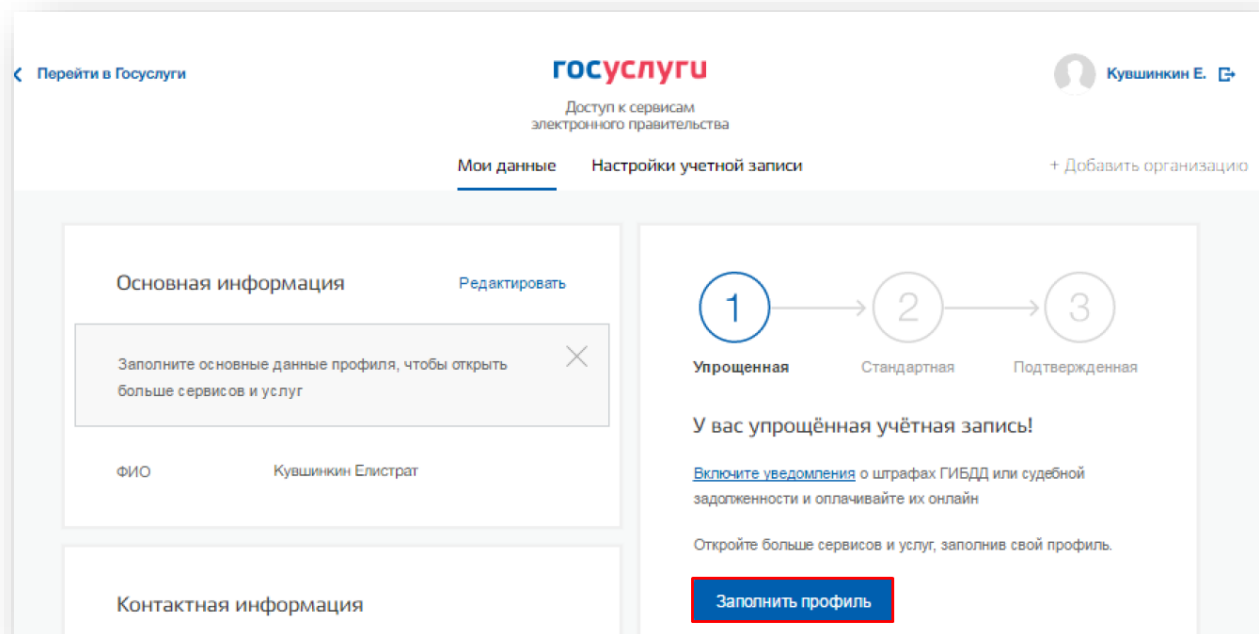 Перейти в Госуслуги
госуслуги
Кувшинкин Е.
Доступ к сервисам
электронного правительства
Мои данные
Настройки учетной записи
+ Добавить организацию
Основная информация
Редактировать
Заполните основные данные профиля, чтобы открыть
больше сервисов и услуг
ФИО
Кувшинкин Елистрат
Контактная информация
1
2
3
Упрощенная
Стандартная
Подтвержденная
У вас упрощённая учётная запись!
Включите уведомления о штрафах ГИБДД или судебной
задолженности и оплачивайте их онлайн
Откройте больше сервисов и услуг, заполнив свой профиль.
Заполнить профиль